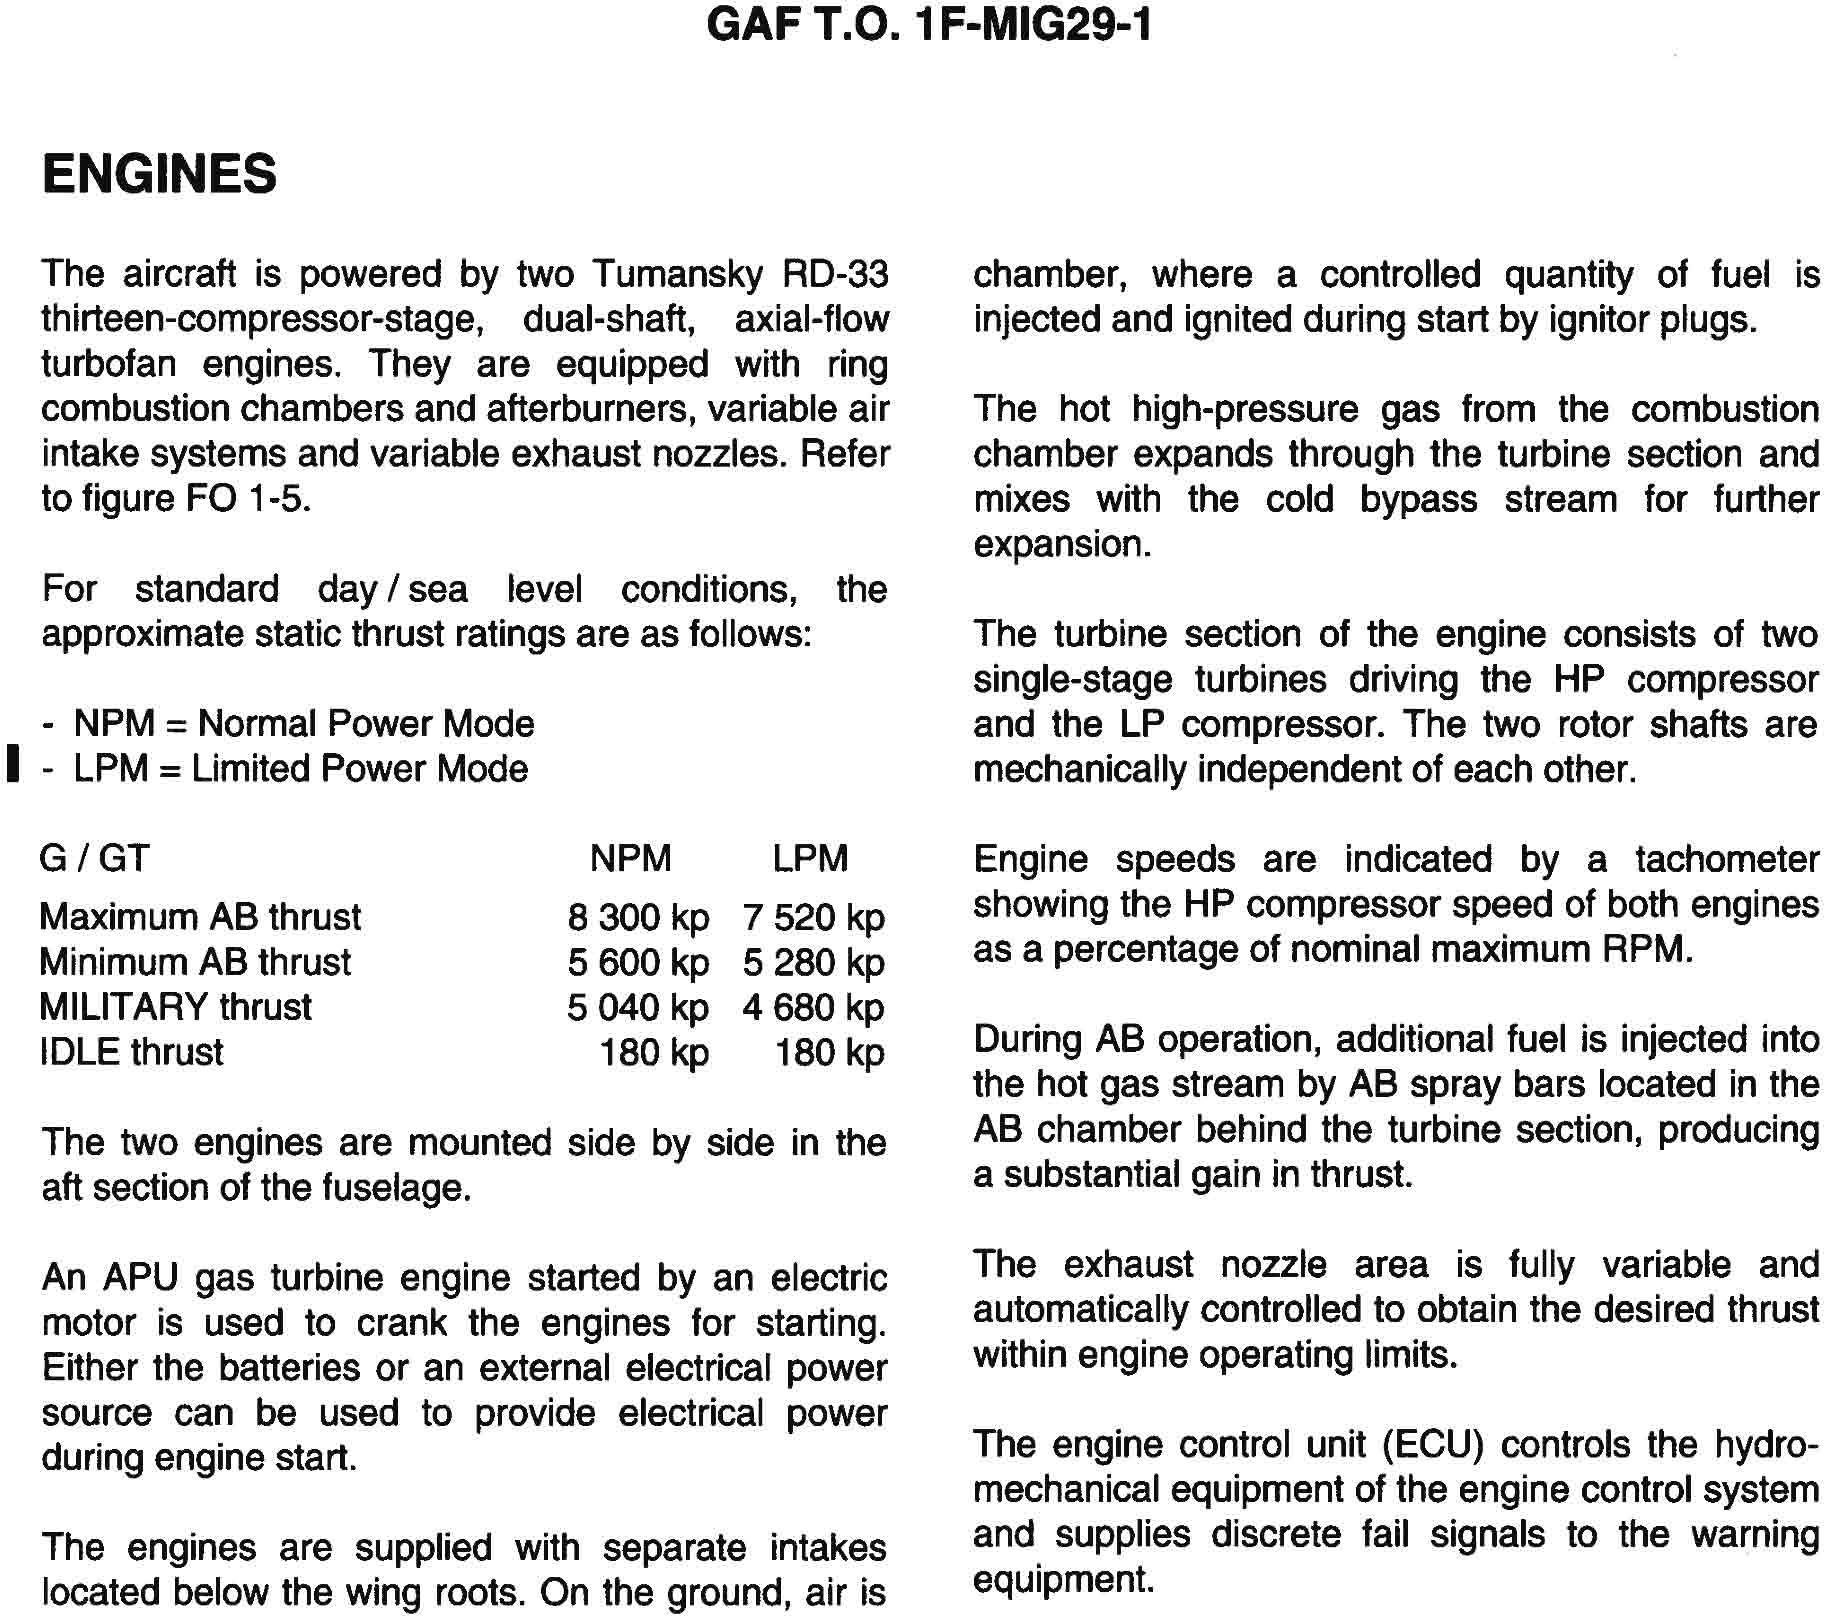 GAF T.O. 1F-MIG29-1
ENGINES
The aircraft is powered by two Tumansky RD-33
thirteen-compressor-stage, dual-shaft, axial-flow
turbofan engines. They are equipped with ring
combustion chambers and afterburners, variable air
intake systems and variable exhaust nozzles. Refer
to figure FO 1-5.
For standard day / sea level conditions, the
approximate static thrust ratings are as follows:
- NPM = Normal Power Mode
- LPM = Limited Power Mode
G / GT NPM LPM
Maximum AB thrust 8 300 kp 7 520 kp
Minimum AB thrust 5 600 kp 5 280 kp
MILITARY thrust 5 040 kp 4 680 kp
IDLE thrust 180 kp 180 kp
The two engines are mounted side by side in the
aft section of the fuselage.
An APU gas turbine engine started by an electric
motor is used to crank the engines for starting.
Either the batteries or an external electrical power
source can be used to provide electrical power
during engine start.
The engines are supplied with separate intakes
located below the wing roots. On the ground, air is
chamber, where a controlled quantity of fuel is
injected and ignited during start by ignitor plugs.
The hot high-pressure gas from the combustion
chamber expands through the turbine section and
mixes with the cold bypass stream for further
expansion.
The turbine section of the engine consists of two
single-stage turbines driving the HP compressor
and the LP compressor. The two rotor shafts are
mechanically independent of each other.
Engine speeds are indicated by a tachometer
showing the HP compressor speed of both engines
as a percentage of nominal maximum RPM.
During AB operation, additional fuel is injected into
the hot gas stream by AB spray bars located in the
AB chamber behind the turbine section, producing
a substantial gain in thrust.
The exhaust nozzle area is fully variable and
automatically controlled to obtain the desired thrust
within engine operating limits.
The engine control unit (ECU) controls the hydro-
mechanical equipment of the engine control system
and supplies discrete fail signals to the warning
equipment.